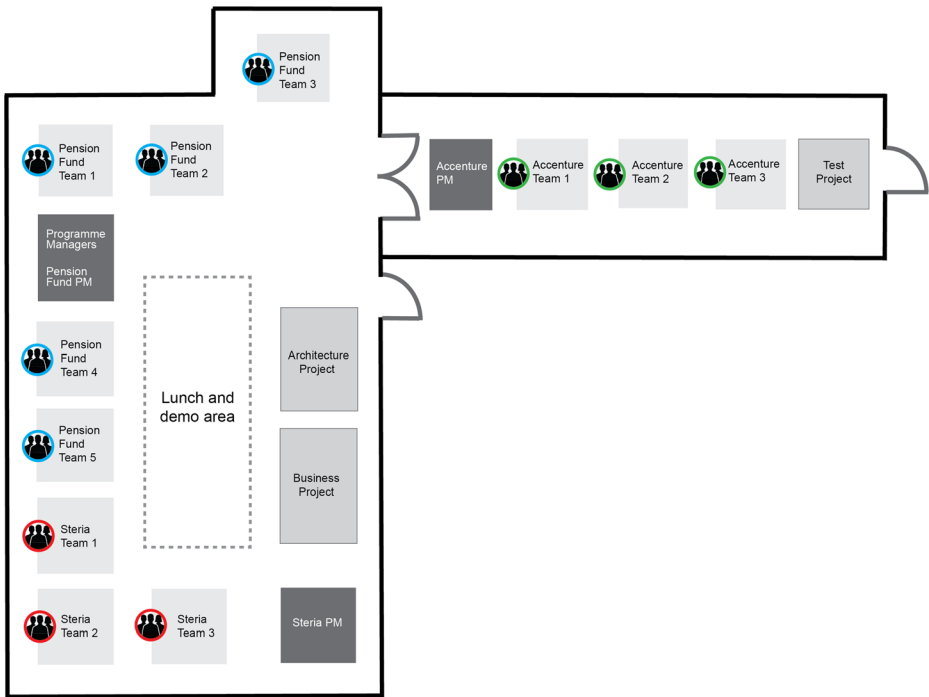 Pension
Fund
Team 3
Pension
Fund
Team 1
Pension
Fund
Team 2
Accenture
PM
Accenture
Team 1
Accenture
Team 2
Accenture
Team 3
Test
Project
Programme
Managers
Pension
Fund PM
Pension
Fund
Team 4
Architecture
Project
Lunch and
demo area
Pension
Fund
Team 5
Business
Project
Steria
Team 1
Steria
Team 2
Steria
Team 3
Steria PM